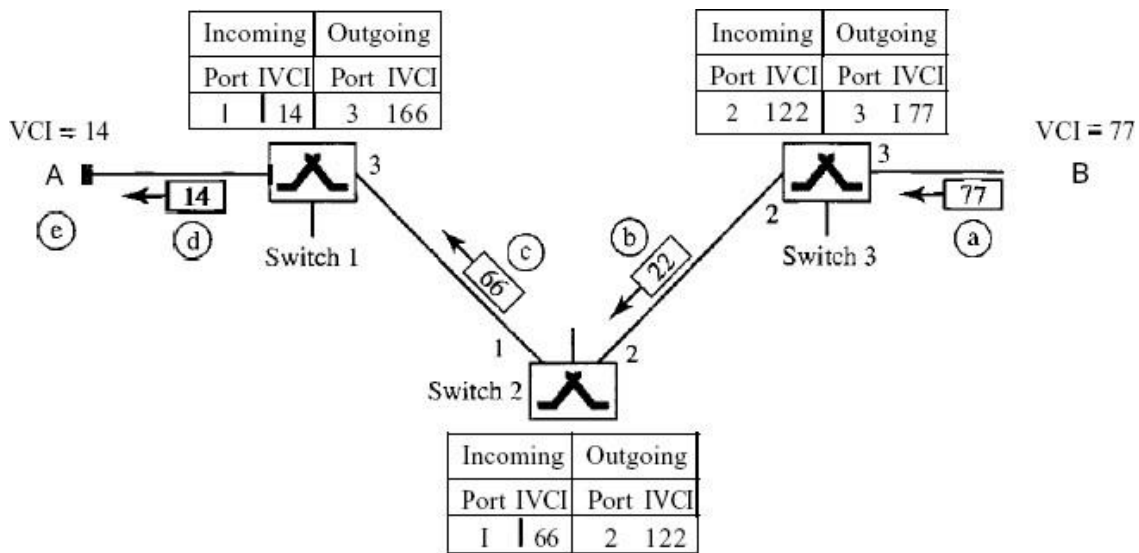 Incoming Outgoing
Port IVCI Port IVCI
I 14 3 166
Incoming Outgoing
Port IVCI Port IVCI
2 122 3 I 77
VCI = 14
VCI = 77
A
3
3
B
14
77
2
e
d
b
a
Switch 1
c
Switch 3
66
22
1
2
Switch 2
Incoming Outgoing
Port IVCI Port IVCI
I 66 2 122